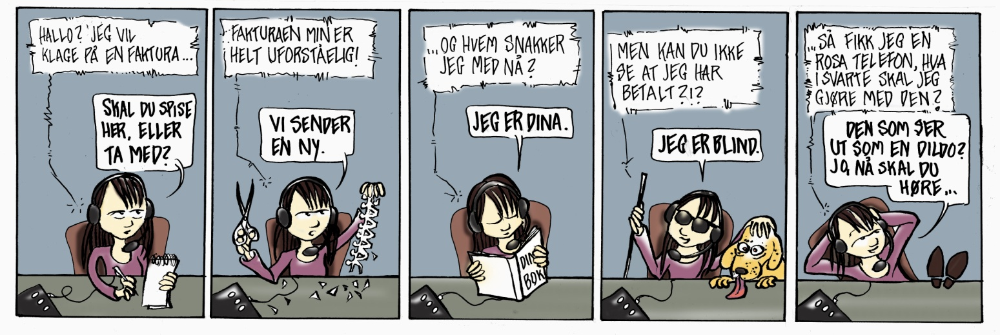 HALLO? JEG VIL
KLAGE PÅ EN FAKTURA...
SKAL DU SPISE
HER, ELLER
TA MED?
FAKTURAEN MIN ER
HELT UFORSTÅELIG!
VI SENDER
EN NY.
...OG HVEM SNAKKER
JEG MED NÅ?
JEG ER DINA.
DIN
BOK
MEN KAN DU IKKE
SE AT JEG HAR
BETALT?!?
JEG ER BLIND.
...SÅ FIKK JEG EN
ROSA TELEFON, HVA
I SVARTE SKAL JEG
GJØRE MED DEN?
DEN SOM SER
UT SOM EN DILDO?
JO, NÅ SKAL DU
HØRE...